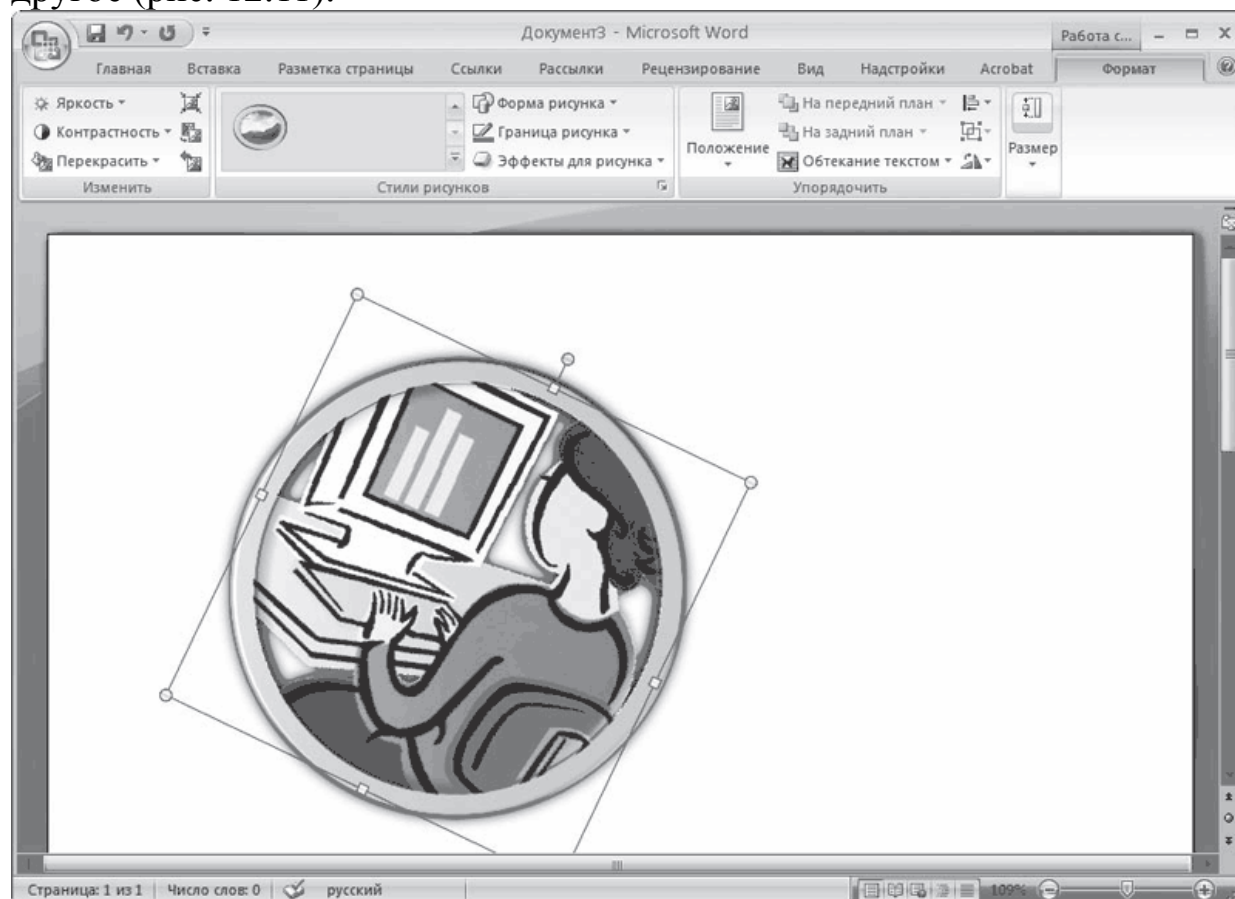 другое (рис. 12.11).
Документ3 - Microsoft Word
Работа с...
Главная Вставка Разметка страницы Ссылки Рассылки Рецензирование Вид Надстройки Acrobat Формат
Яркость
Контрастность
Перекрасить
Изменить
Форма рисунка
Граница рисунка
Эффекты для рисунка
Стили рисунков
Положение
На передний план
На задний план
Обтекание текстом
Упорядочить
Размер
Страница: 1 из 1 Число слов: 0 русский 109%